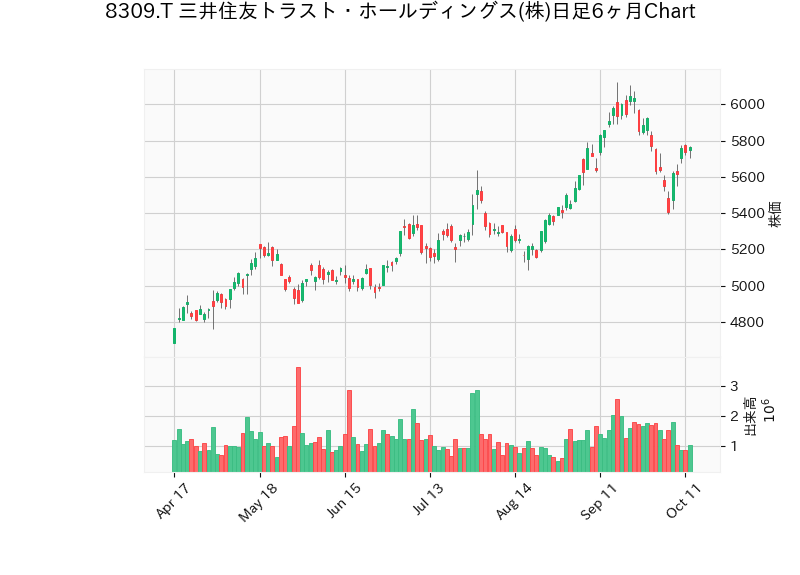 8309.T 三井住友トラスト・ホールディングス(株)日足6ヶ月Chart
6000
5800
5600
5400
5200
5000
4800
株価
3
2
1
出来高
10^6
Apr 17
May 18
Jun 15
Jul 13
Aug 14
Sep 11
Oct 11